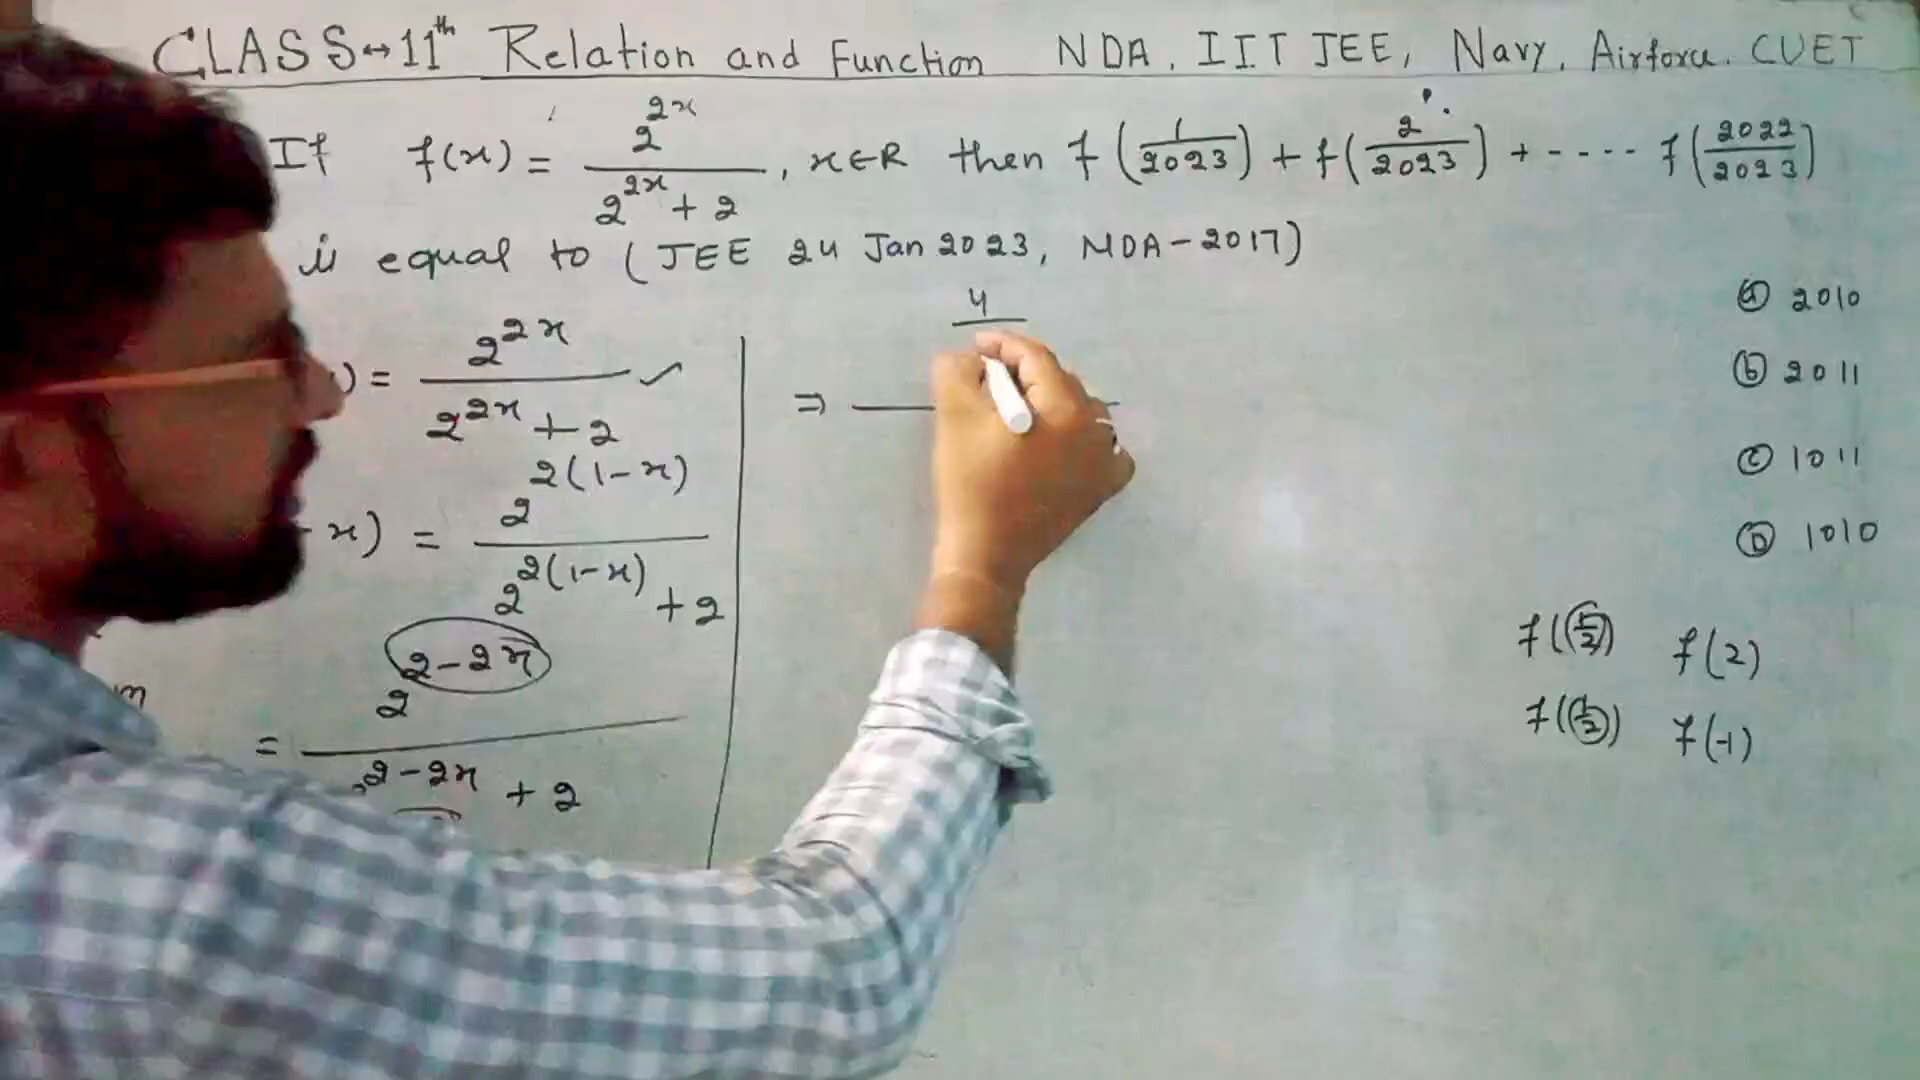 CLASS→11th Relation and Function NDA, IIT JEE, Navy, Airforce. CUET
If f(x) = 2^2x / 2^2x + 2, x∈R then f(1/2023) + f(2/2023) + ---- f(2022/2023)
is equal to (JEE 24 Jan 2023, NDA-2017)
) = 2^2x / 2^2x + 2 ✓
x) = 2^2(1-x) / 2^2(1-x) + 2
= 2^2-2x / 2-2x + 2
⇒ 4
(a) 2010
(b) 2011
(c) 1011
(D) 1010
f(1/2) f(2)
f(1/2) f(-1)